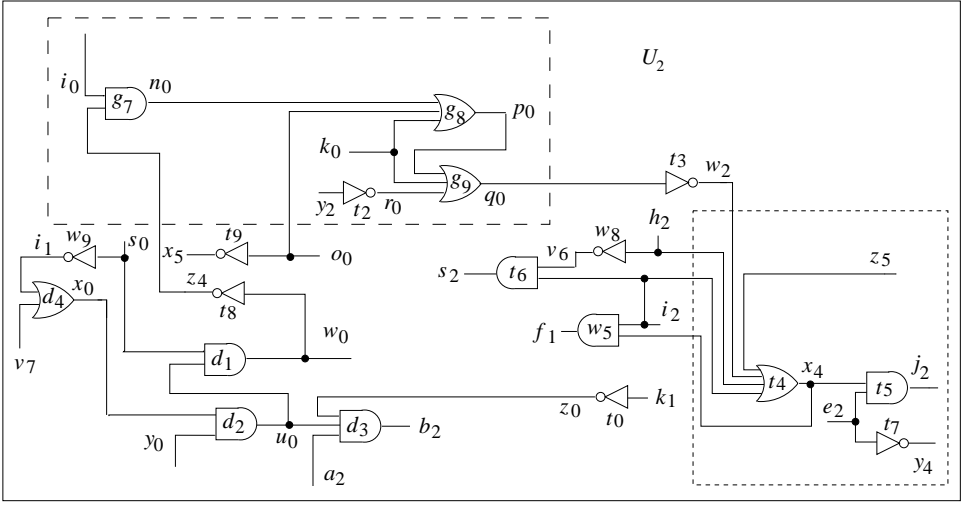 U2
i0 n0
g7
g8 p0
k0
g9
y2 t2 r0 q0
t3 w2
i1 w9 s0
x5 t9 o0
v6 w8 h2
s2 t6
z5
z4
t8
d4 x0
w0
i2
f1 w5
v7
d1
x4 j2
t4 t5
z0 t0 k1
e2
y0 d2 u0 d3 b2
t7
y4
a2